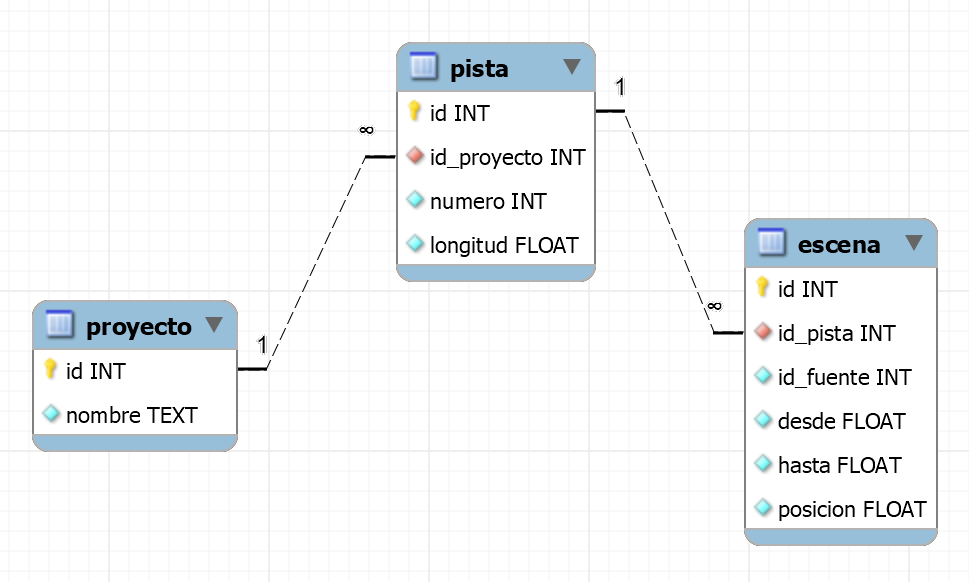 pista
id INT
id_proyecto INT
numero INT
longitud FLOAT
1
∞
proyecto
id INT
nombre TEXT
1
∞
escena
id INT
id_pista INT
id_fuente INT
desde FLOAT
hasta FLOAT
posicion FLOAT